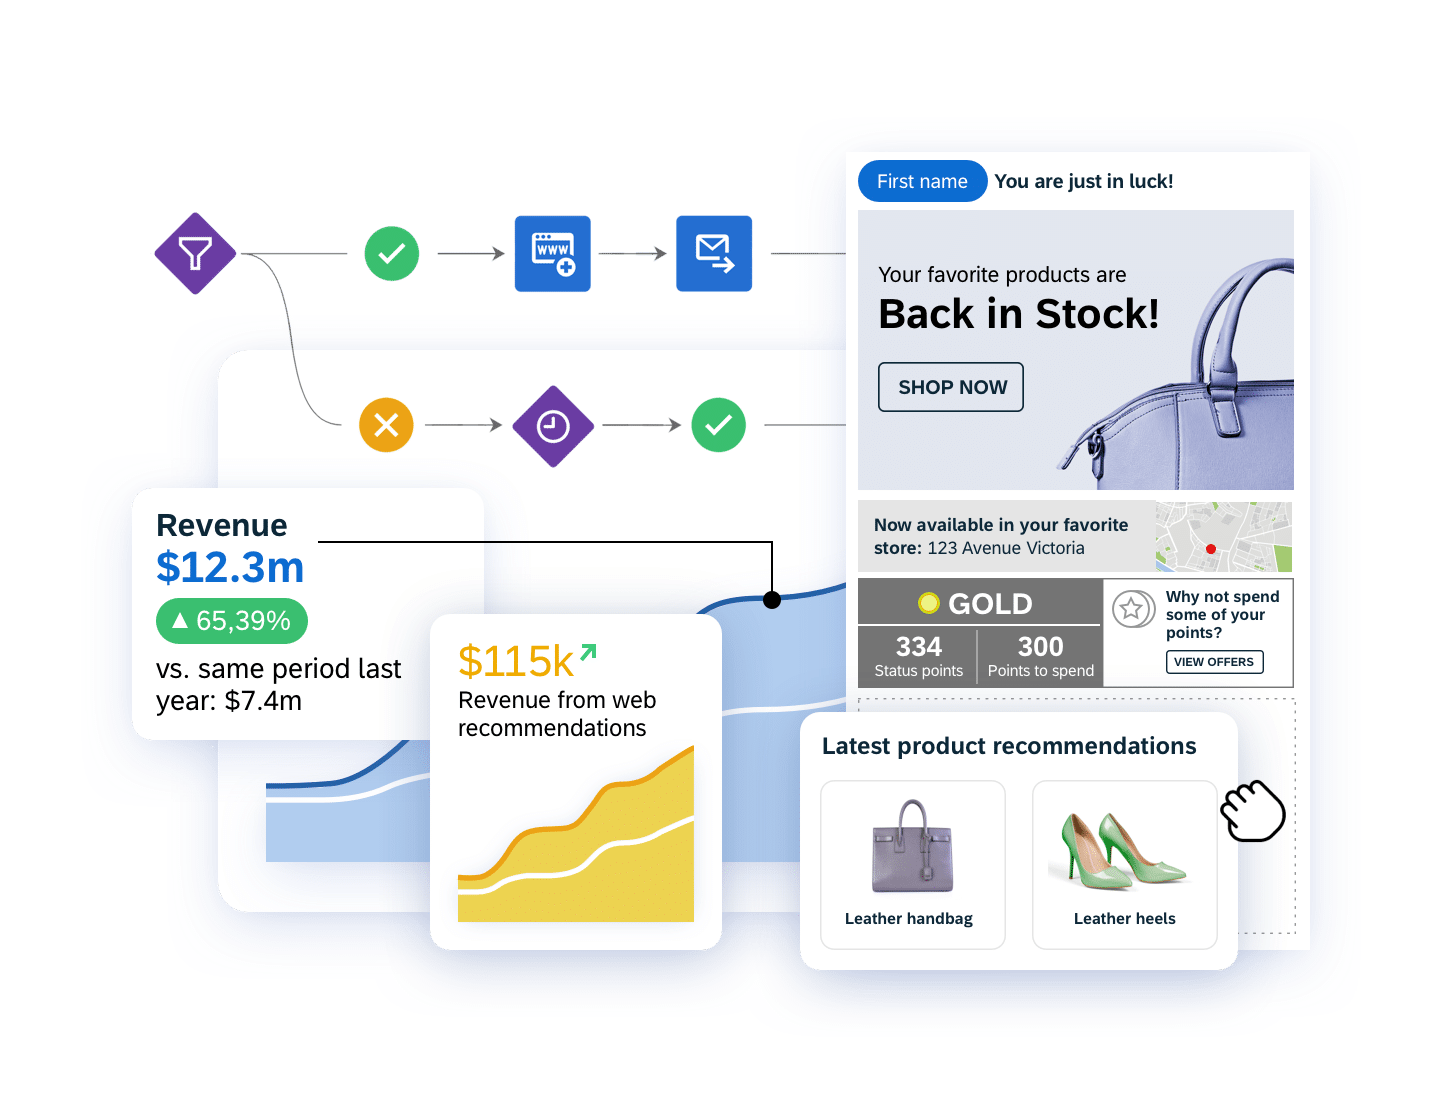 First name You are just in luck!
WWW
Your favorite products are
Back in Stock!
SHOP NOW
Now available in your favorite
store: 123 Avenue Victoria
GOLD
334
Status points
300
Points to spend
Why not spend
some of your
points?
VIEW OFFERS
Revenue
$12.3m
▲ 65,39%
vs. same period last
year: $7.4m
$115k
Revenue from web
recommendations
Latest product recommendations
Leather handbag
Leather heels